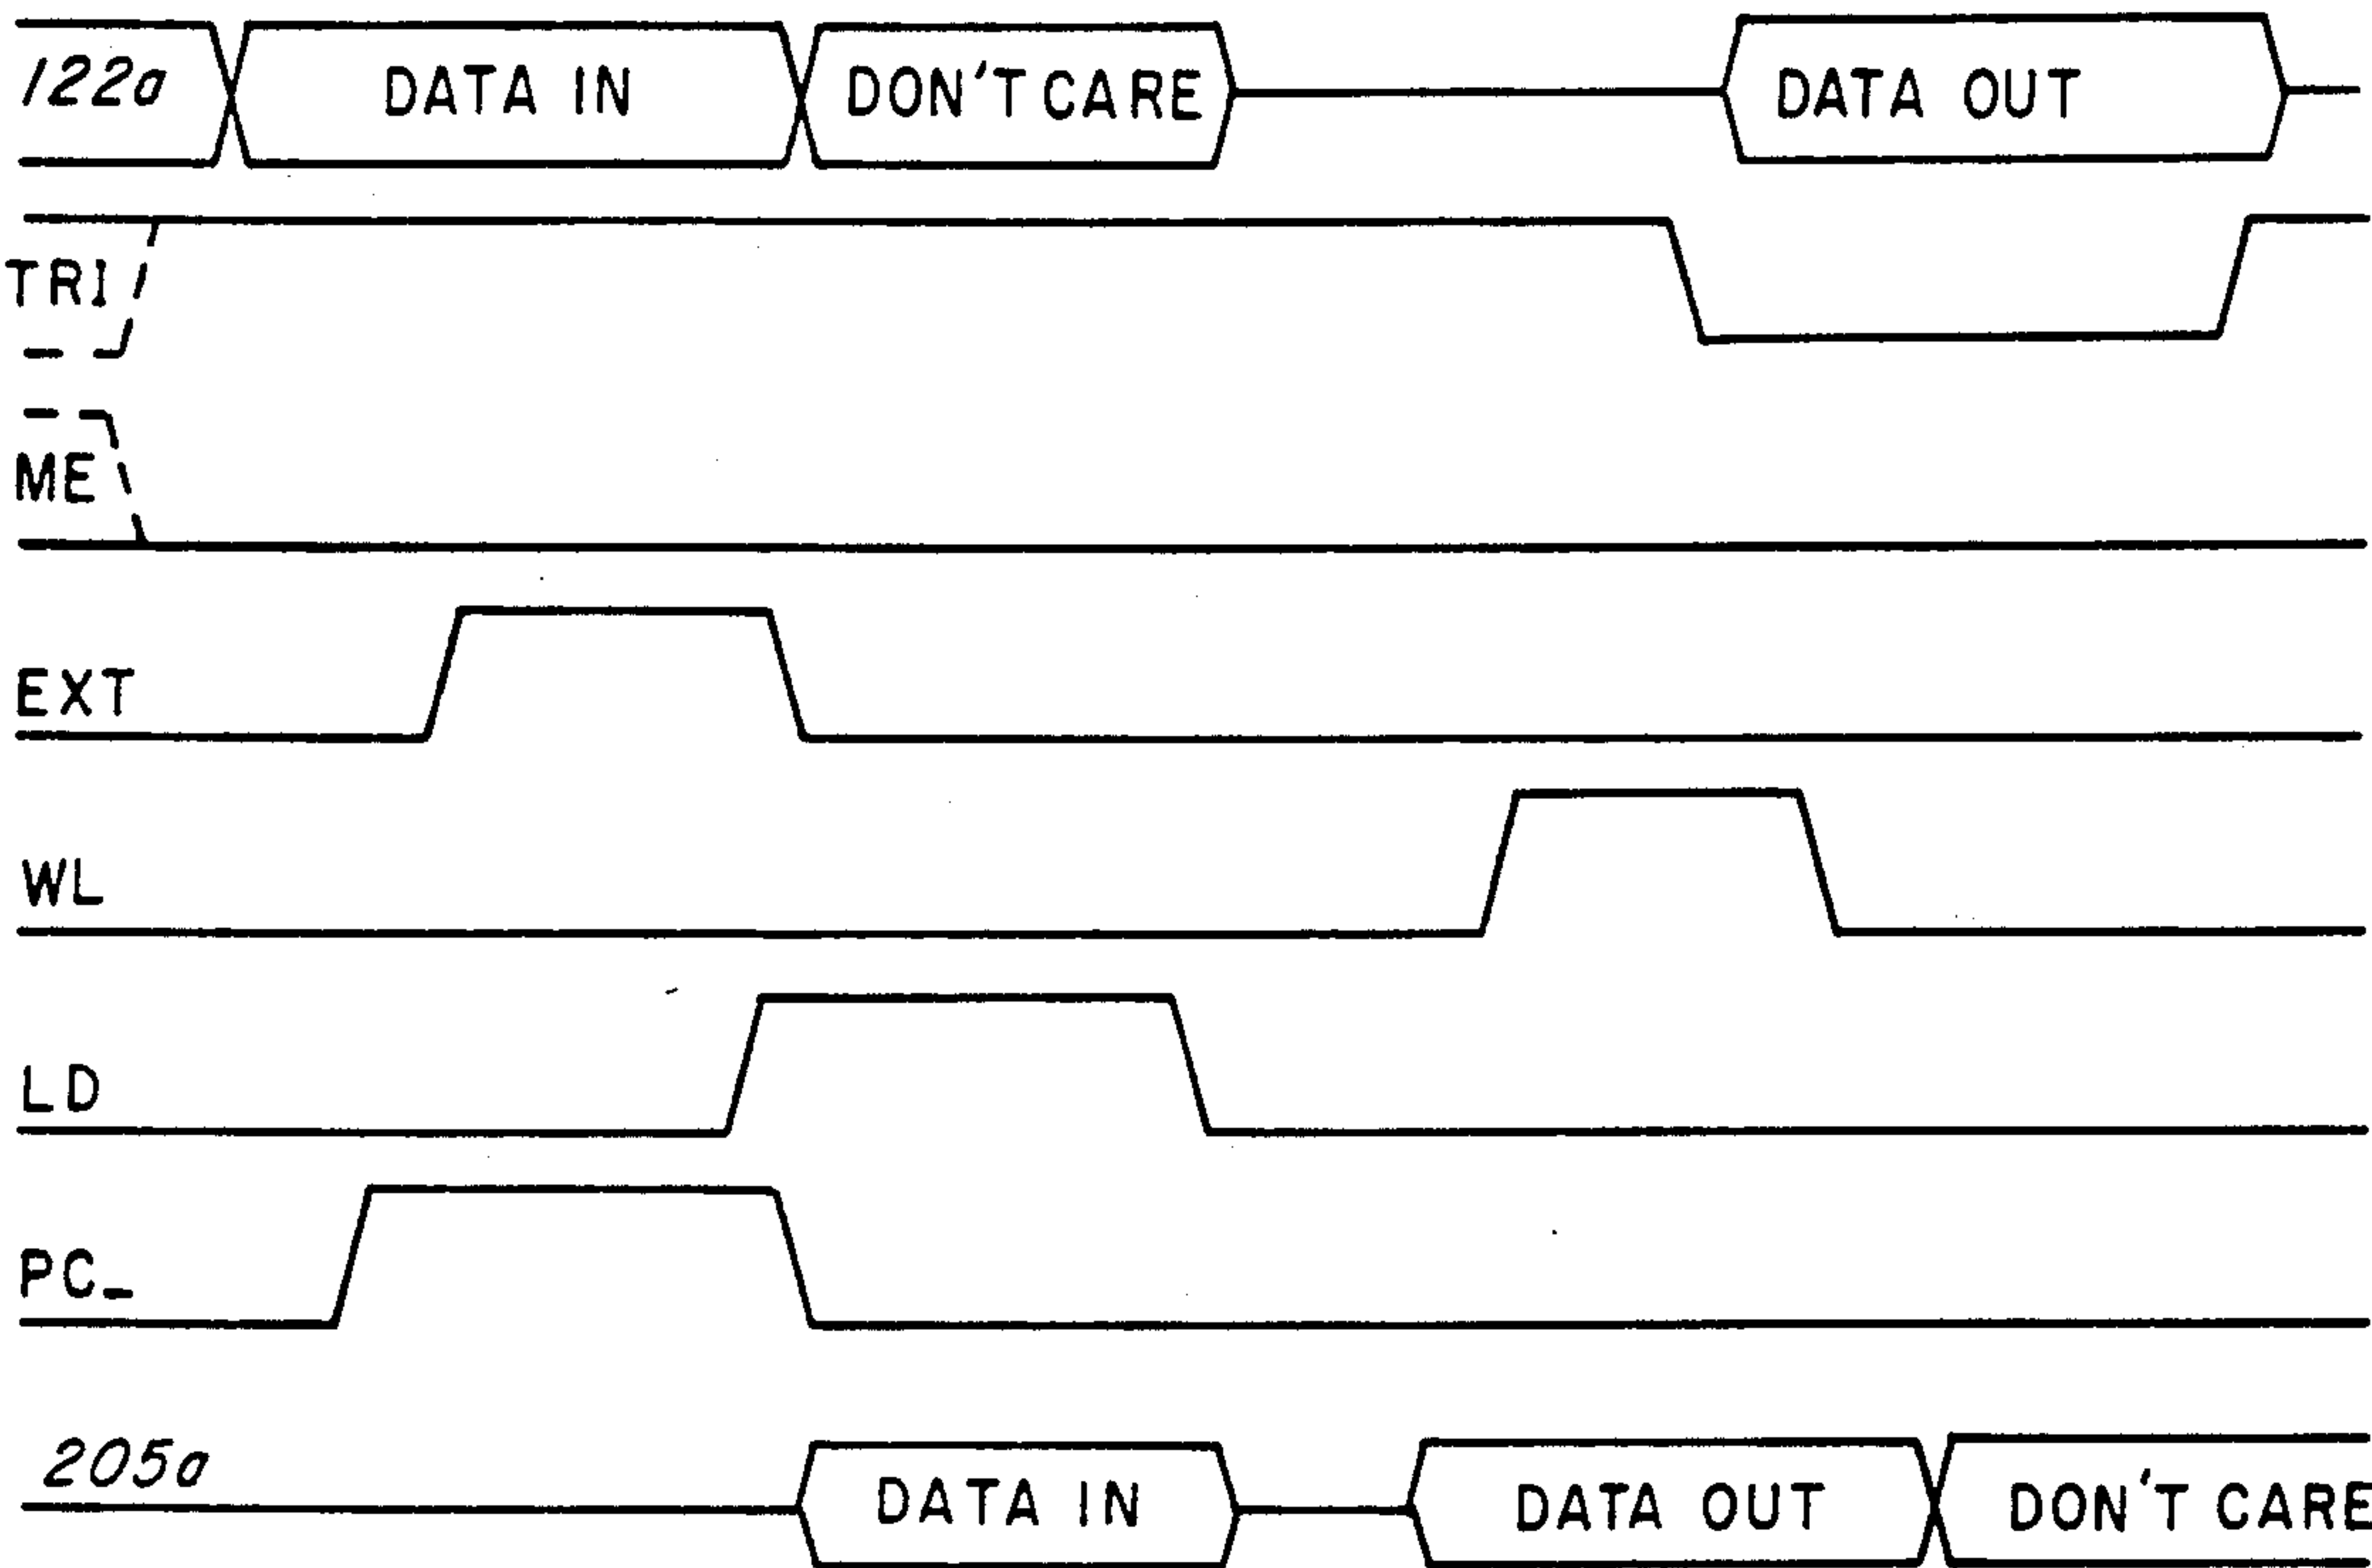 122a DATA IN DON'T CARE DATA OUT
TRI
ME
EXT
WL
LD
PC_
205a
DATA IN DATA OUT DON'T CARE